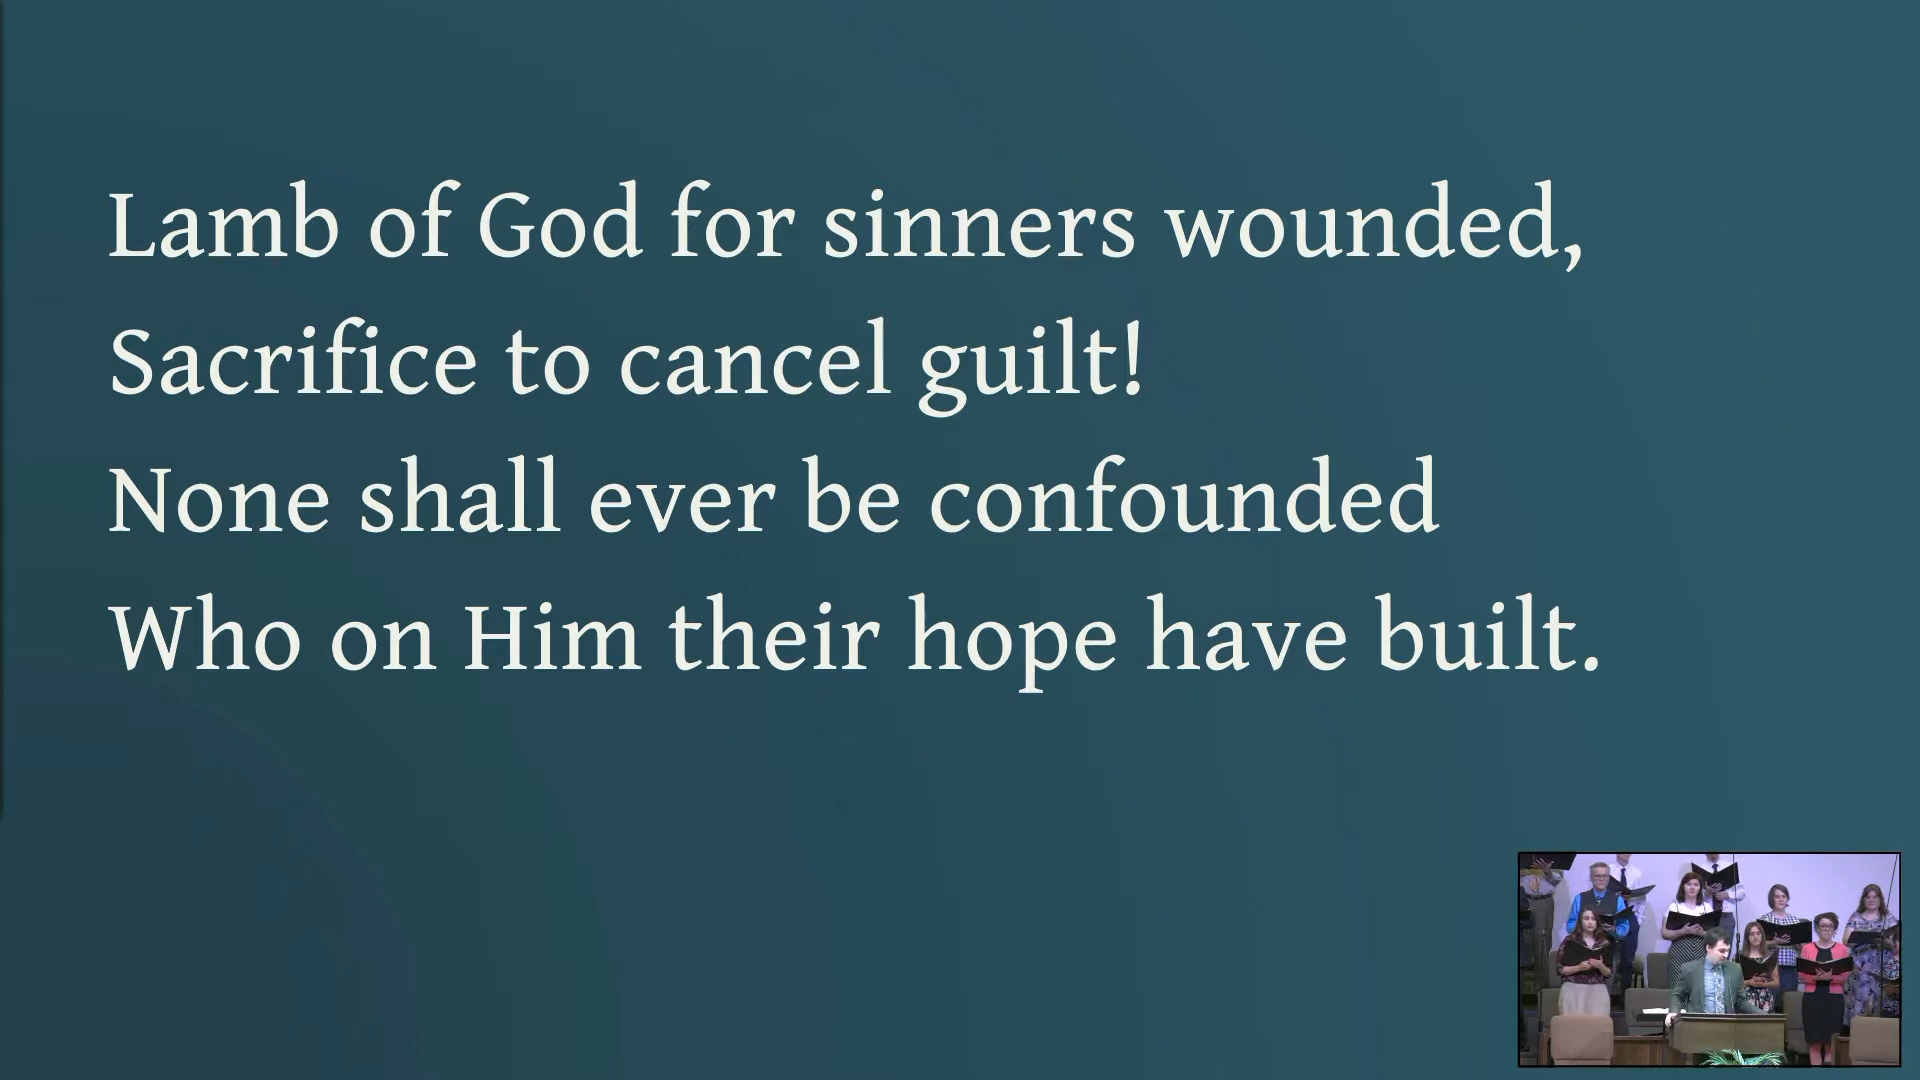 Lamb of God for sinners wounded,
Sacrifice to cancel guilt!
None shall ever be confounded
Who on Him their hope have built.